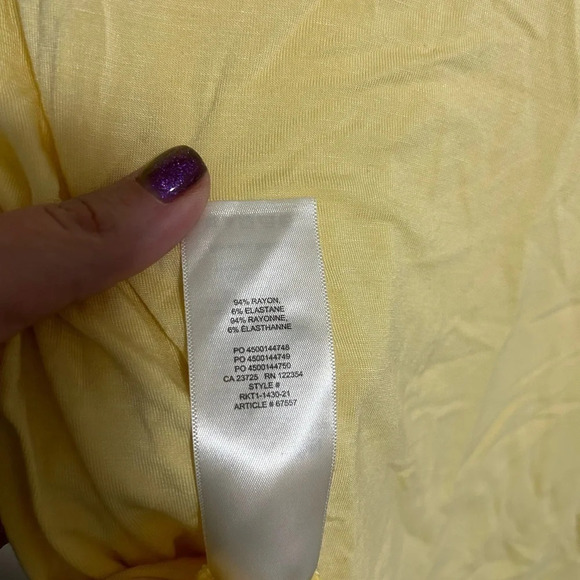 94% RAYON,
6% ELASTANE
94% RAYONNE,
6% ÉLASTHANNE
PO 4500144748
PO 4500144749
PO 4500144750
CA 23725 RN 122354
STYLE #
RKT1-1430-21
ARTICLE # 67557